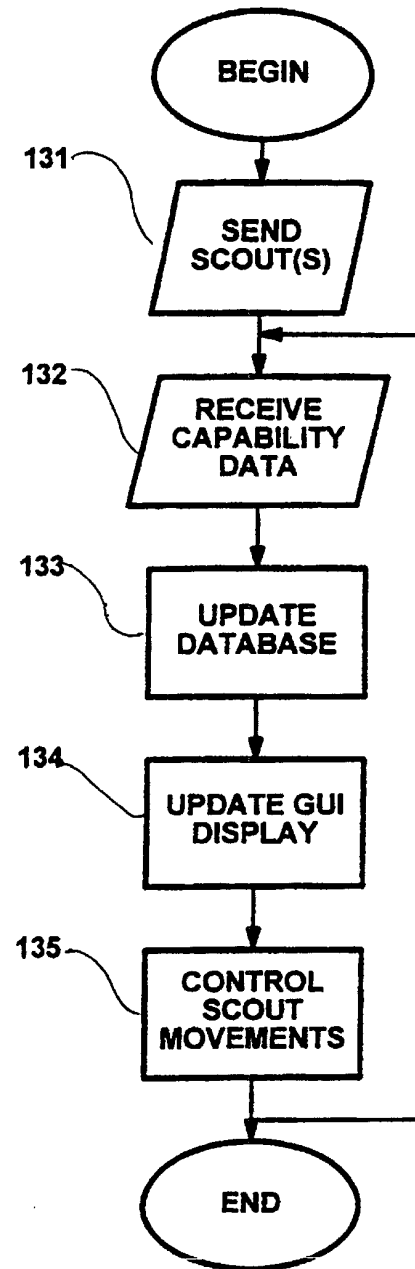 BEGIN
131
SEND
SCOUT(S)
132
RECEIVE
CAPABILITY
DATA
133
UPDATE
DATABASE
134
UPDATE GUI
DISPLAY
135
CONTROL
SCOUT
MOVEMENTS
END